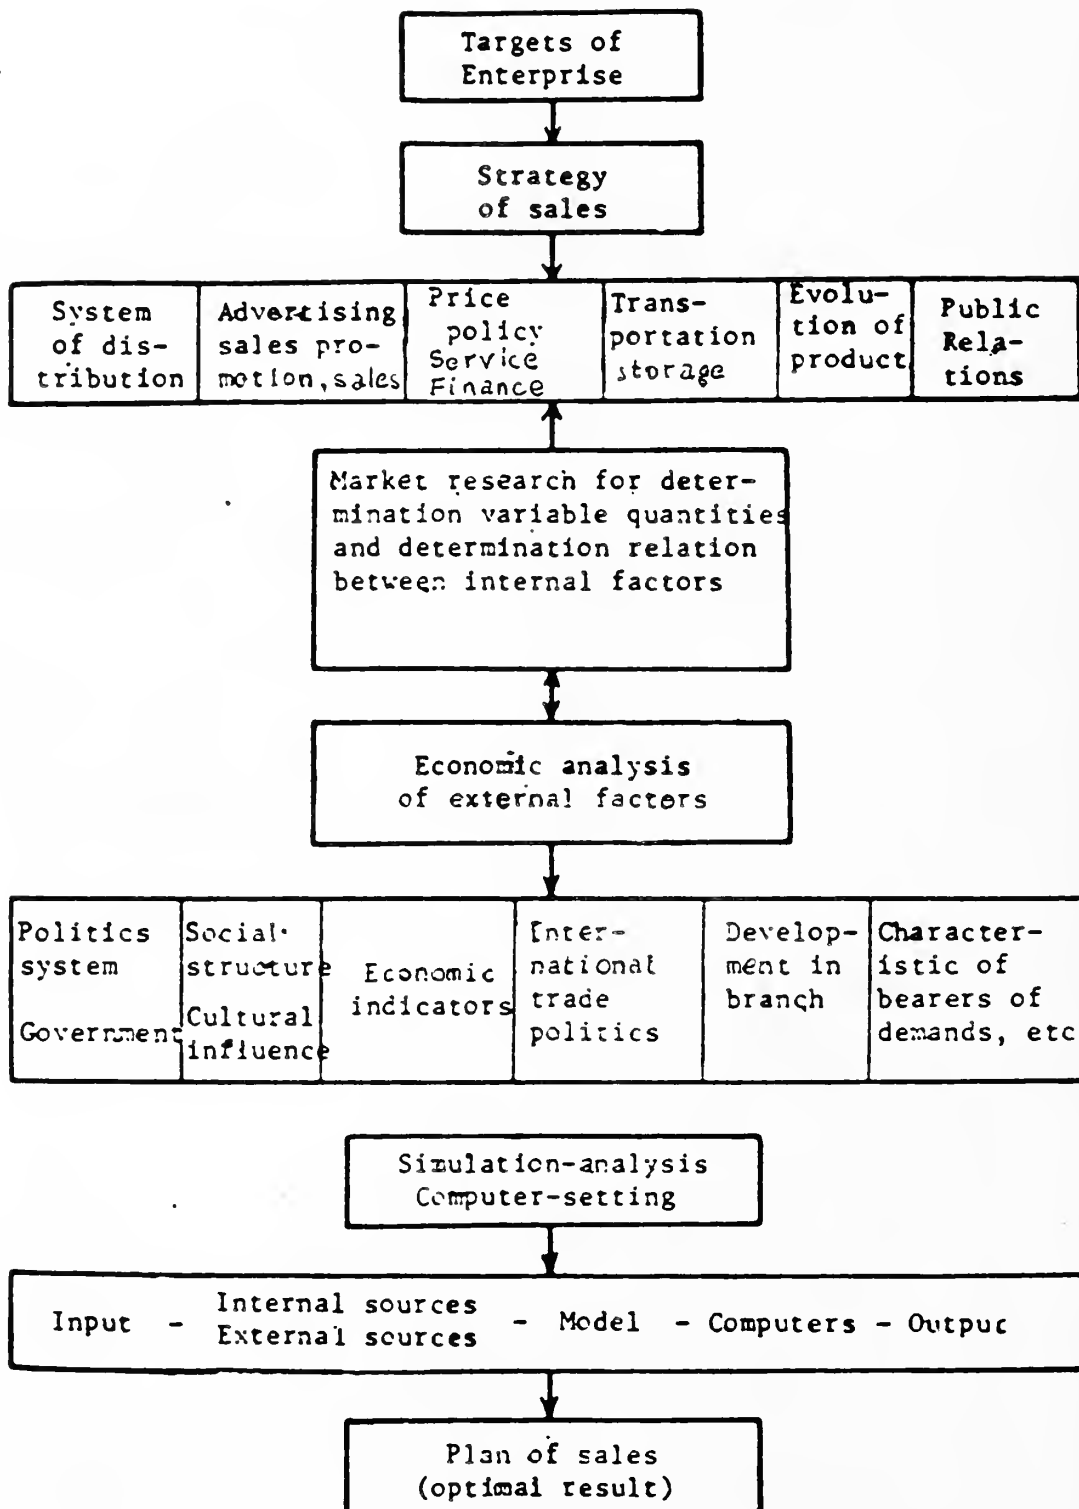 Targets of
Enterprise
Strategy
of sales
System
of dis-
tribution
Advertising
sales pro-
motion, sales
Price
policy
Service
Finance
Trans-
portation
storage
Evolu-
tion of
product
Public
Rela-
tions
Market research for deter-
mination variable quantities
and determination relation
between internal factors
Economic analysis
of external factors
Politics
system
Government
Social
structure
Cultural
influence
Economic
indicators
Inter-
national
trade
politics
Develop-
ment in
branch
Character-
istic of
bearers of
demands, etc
Simulation-analysis
Computer-setting
Input - Internal sources
External sources - Model - Computers - Output
Plan of sales
(optimal result)